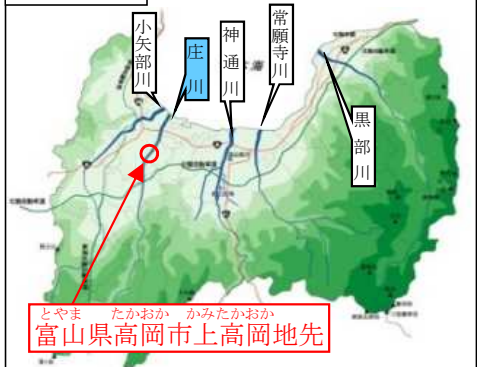 小矢部川
庄川
神通川
常願寺川
黒部川
海
とやま たかおか かみたかおか
富山県高岡市上高岡地先